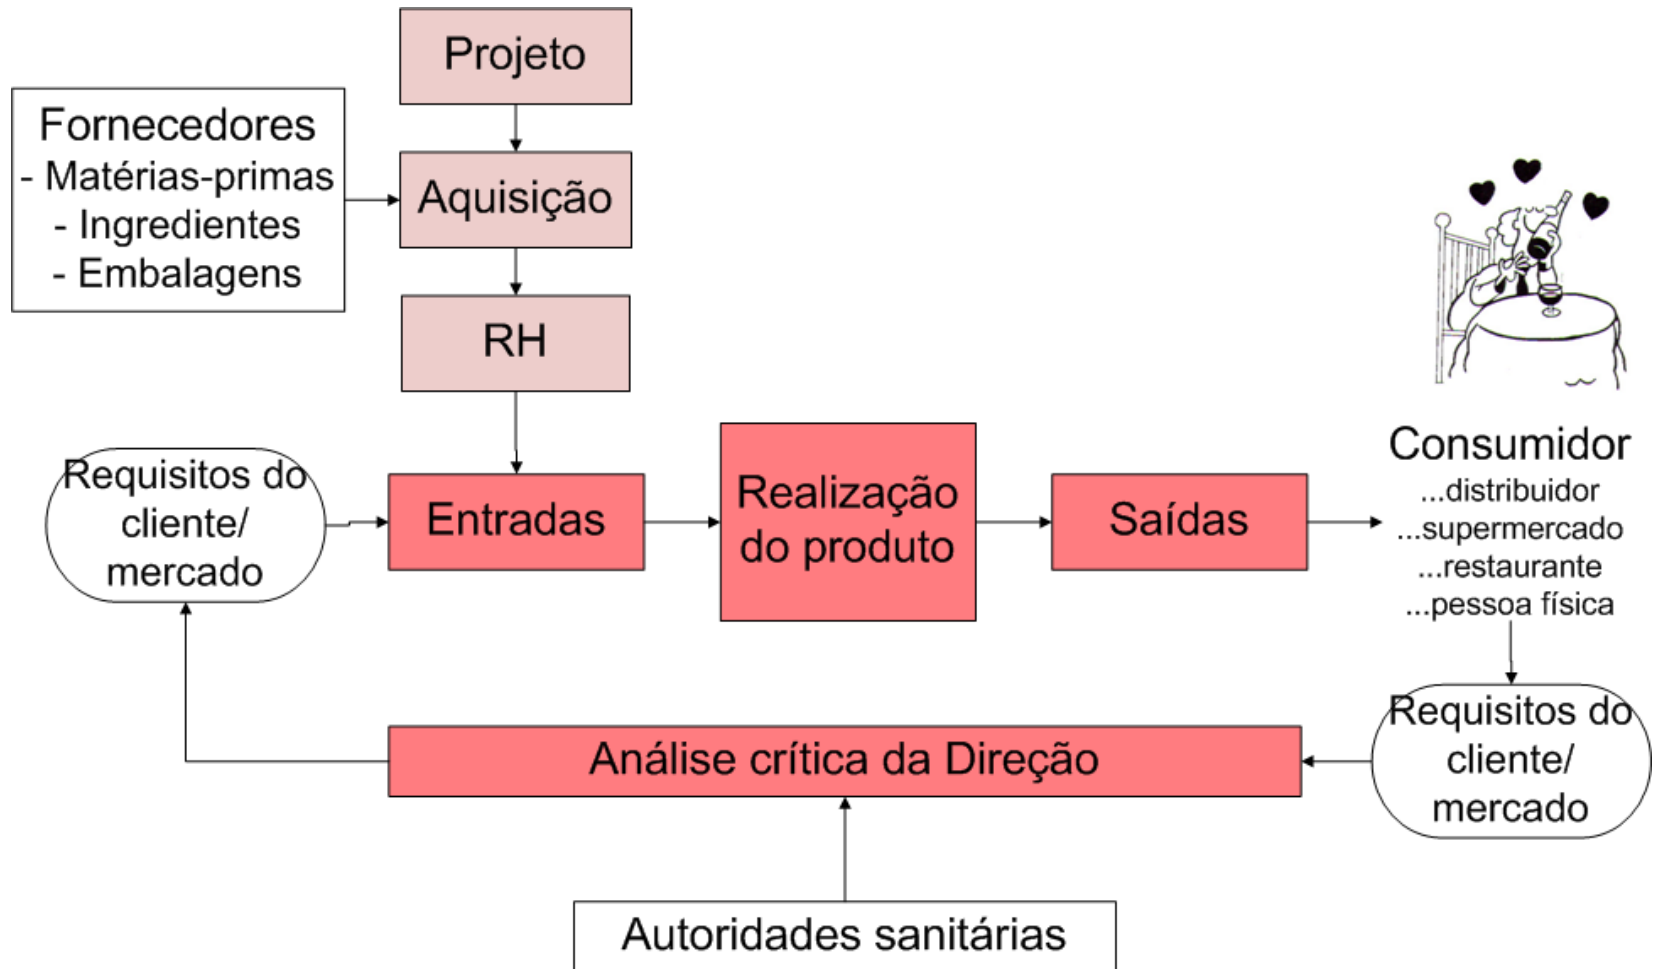 Projeto
Fornecedores
- Matérias-primas
- Ingredientes
- Embalagens
Aquisição
RH
Requisitos do
cliente/
mercado
Entradas
Realização
do produto
Saídas
Consumidor
...distribuidor
...supermercado
...restaurante
...pessoa física
Requisitos do
cliente/
mercado
Análise crítica da Direção
Autoridades sanitárias